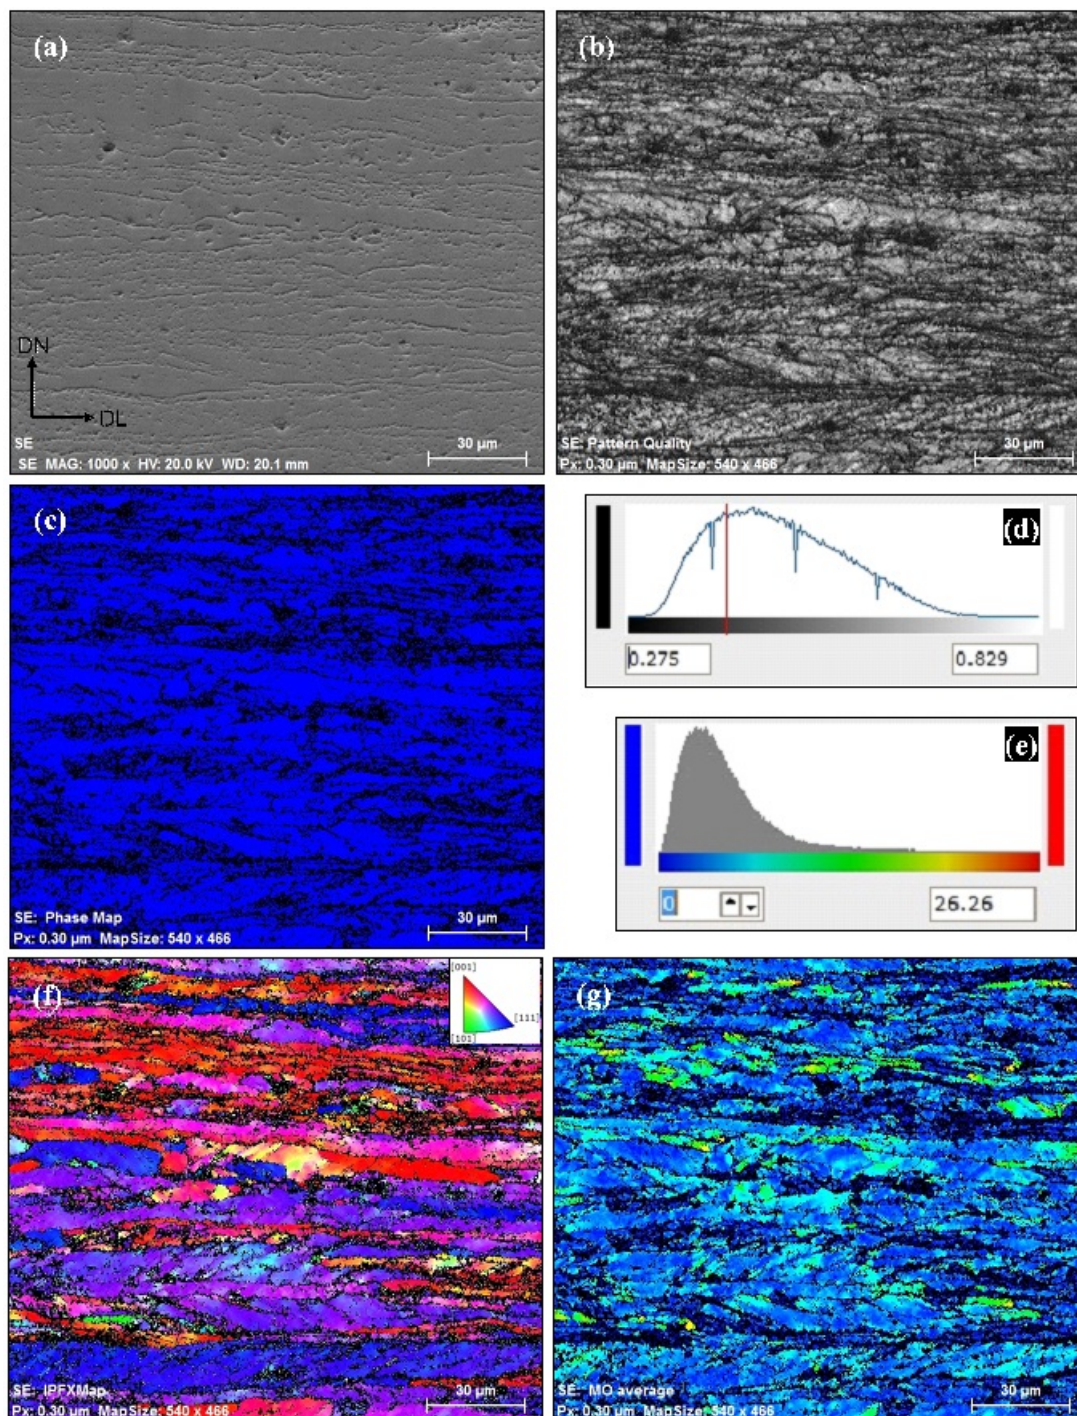 (a)
DN
DL
SE
30 µm
SE MAG: 1000 x HV: 20.0 kV WD: 20.1 mm
(b)
SE: Pattern Quality
30 µm
Px: 0.30 µm MapSize: 540 x 466
(c)
SE: Phase Map
30 µm
Px: 0.30 µm MapSize: 540 x 466
(d)
0.275
0.829
(e)
0
26.26
(f)
[001]
[111]
[101]
SE: IPFXMap
30 µm
Px: 0.30 µm MapSize: 540 x 466
(g)
SE: MO average
30 µm
Px: 0.30 µm MapSize: 540 x 466